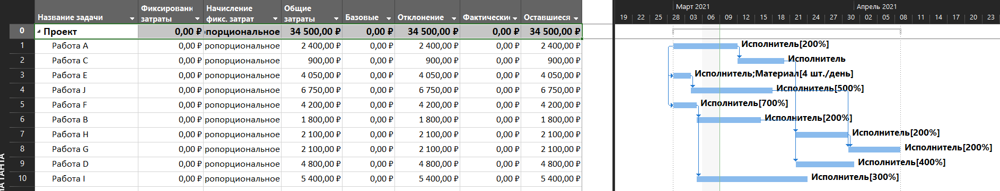 Март 2021 Апрель 2021
Название задачи Фиксированн затраты Начисление фикс. затрат Общие затраты Базовые Отклонение Фактические Оставшиеся 19 22 25 28 03 06 09 12 15 18 21 24 27 30 02 05 08 11 14 17 20 23
0 Проект 0,00 ₽ опорциональное 34 500,00 ₽ 0,00 ₽ 34 500,00 ₽ 0,00 ₽ 34 500,00 ₽
1 Работа A 0,00 ₽ ропорциональное 2 400,00 ₽ 0,00 ₽ 2 400,00 ₽ 0,00 ₽ 2 400,00 ₽ Исполнитель[200%]
2 Работа C 0,00 ₽ ропорциональное 900,00 ₽ 0,00 ₽ 900,00 ₽ 0,00 ₽ 900,00 ₽ Исполнитель
3 Работа E 0,00 ₽ ропорциональное 4 050,00 ₽ 0,00 ₽ 4 050,00 ₽ 0,00 ₽ 4 050,00 ₽ Исполнитель;Материал[4 шт./день]
4 Работа J 0,00 ₽ ропорциональное 6 750,00 ₽ 0,00 ₽ 6 750,00 ₽ 0,00 ₽ 6 750,00 ₽ Исполнитель[500%]
5 Работа F 0,00 ₽ ропорциональное 4 200,00 ₽ 0,00 ₽ 4 200,00 ₽ 0,00 ₽ 4 200,00 ₽ Исполнитель[700%]
6 Работа B 0,00 ₽ ропорциональное 1 800,00 ₽ 0,00 ₽ 1 800,00 ₽ 0,00 ₽ 1 800,00 ₽ Исполнитель[200%]
7 Работа H 0,00 ₽ ропорциональное 2 100,00 ₽ 0,00 ₽ 2 100,00 ₽ 0,00 ₽ 2 100,00 ₽ Исполнитель[200%]
8 Работа G 0,00 ₽ ропорциональное 2 100,00 ₽ 0,00 ₽ 2 100,00 ₽ 0,00 ₽ 2 100,00 ₽ Исполнитель[200%]
9 Работа D 0,00 ₽ ропорциональное 4 800,00 ₽ 0,00 ₽ 4 800,00 ₽ 0,00 ₽ 4 800,00 ₽ Исполнитель[400%]
10 Работа I 0,00 ₽ ропорциональное 5 400,00 ₽ 0,00 ₽ 5 400,00 ₽ 0,00 ₽ 5 400,00 ₽ Исполнитель[300%]
МА ГАНТА